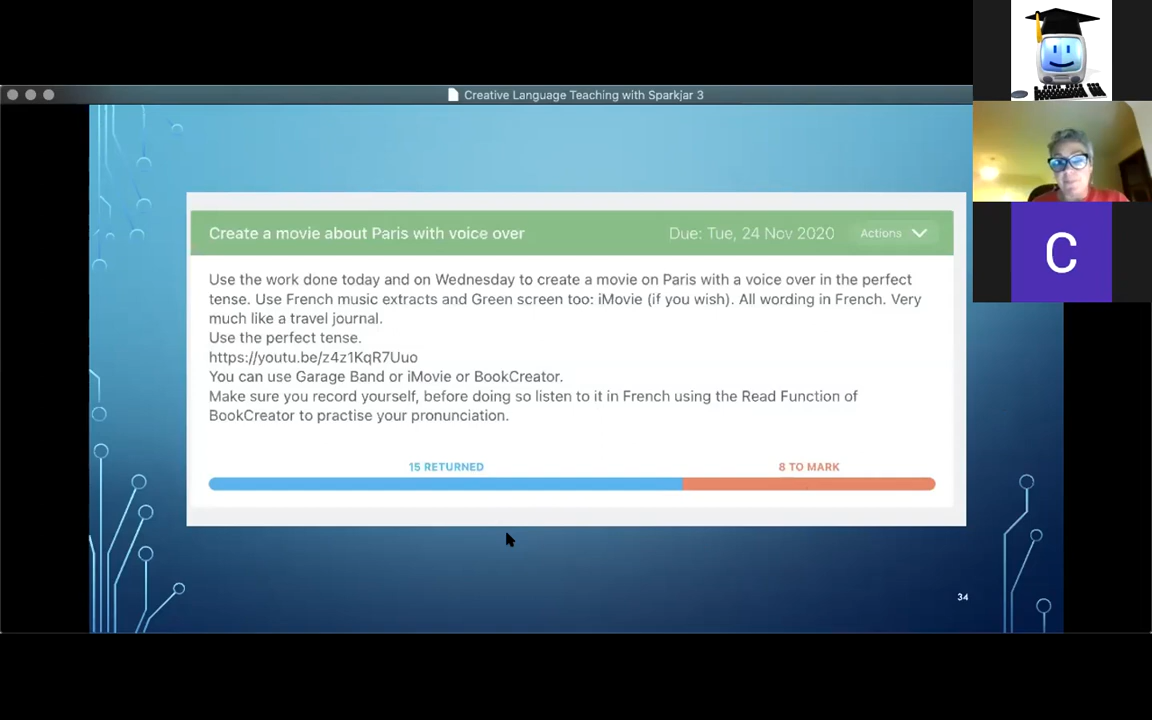 Creative Language Teaching with Sparkjar 3
Create a movie about Paris with voice over
Due: Tue, 24 Nov 2020
Actions
Use the work done today and on Wednesday to create a movie on Paris with a voice over in the perfect
tense. Use French music extracts and Green screen too: iMovie (if you wish). All wording in French. Very
much like a travel journal.
Use the perfect tense.
https://youtu.be/z4z1KqR7Uuo
You can use Garage Band or iMovie or BookCreator.
Make sure you record yourself, before doing so listen to it in French using the Read Function of
BookCreator to practise your pronunciation.
15 RETURNED
8 TO MARK
34
C